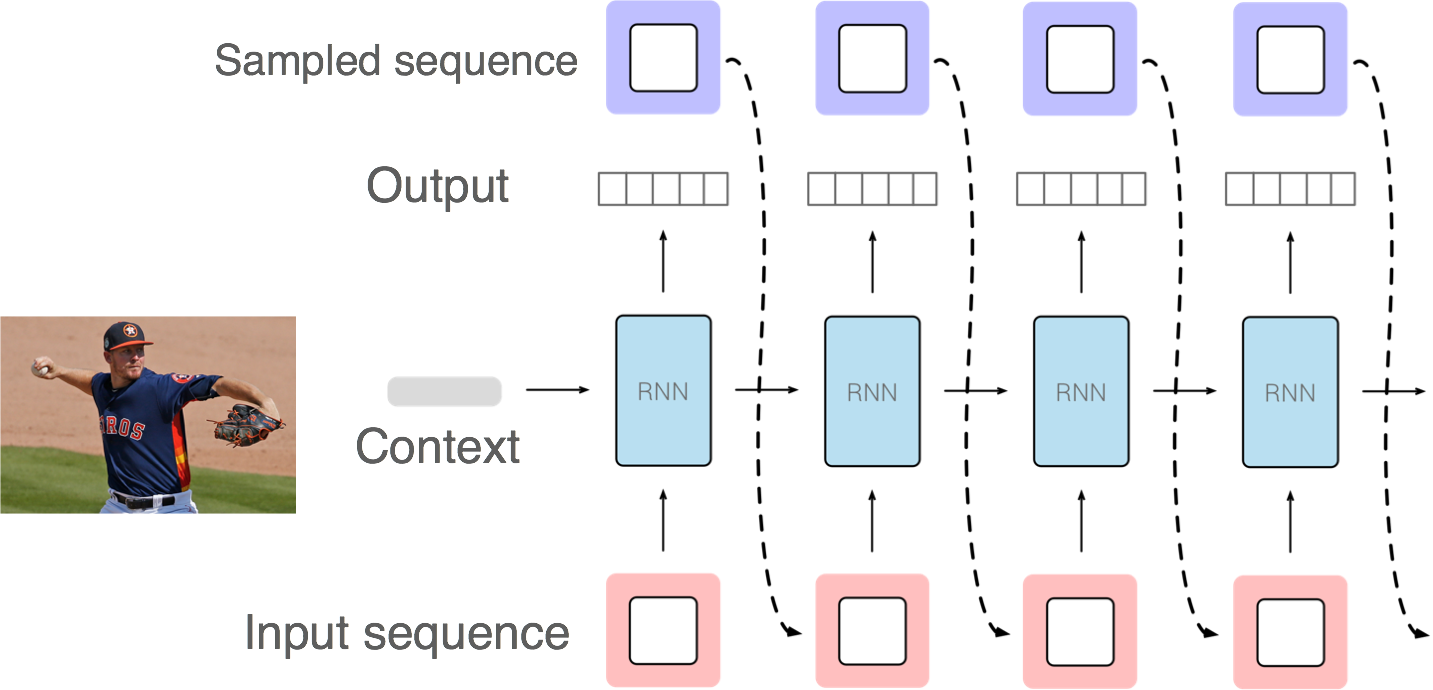 Sampled sequence
Output
RNN
RNN
RNN
RNN
Context
Input sequence